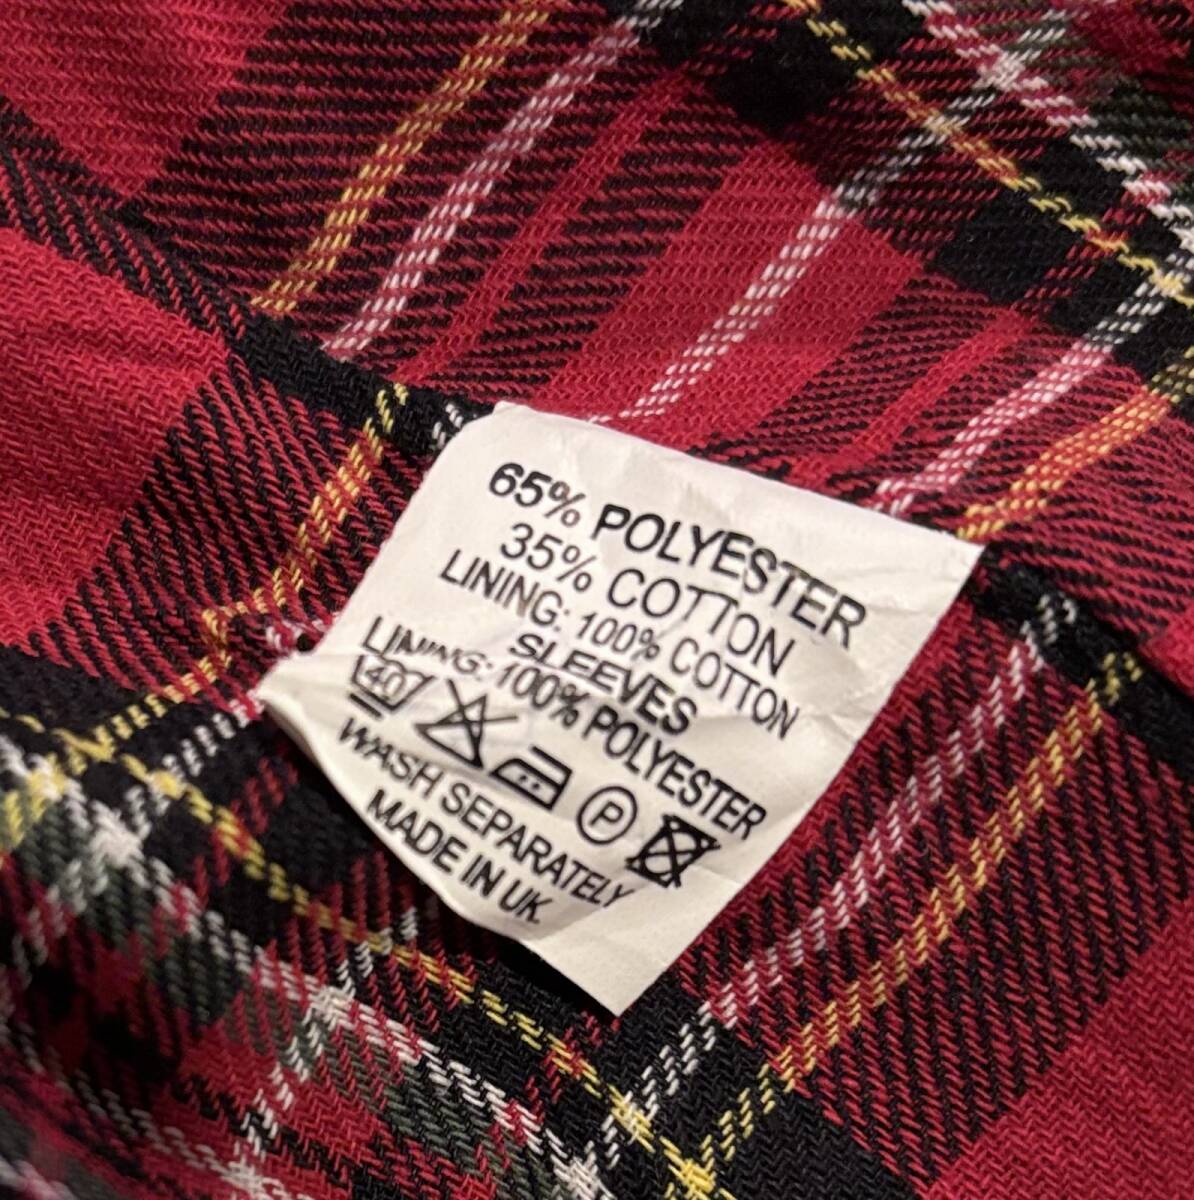 65% POLYESTER
35% COTTON
LINING: 100% COTTON
SLEEVES
LINING: 100% POLYESTER
40 P
WASH SEPARATELY
MADE IN UK